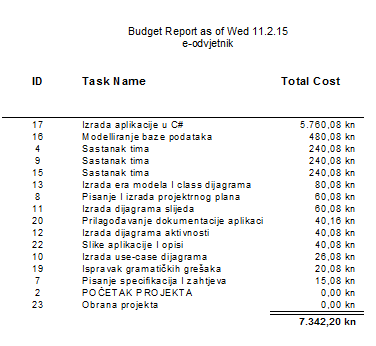 Budget Report as of Wed 11.2.15
e-odvjetnik
ID Task Name Total Cost
17 Izrada aplikacije u C# 5.760,08 kn
16 Modelliranje baze podataka 480,08 kn
4 Sastanak tima 240,08 kn
9 Sastanak tima 240,08 kn
15 Sastanak tima 240,08 kn
13 Izrada era modela I class dijagrama 80,08 kn
8 Pisanje I izrada projektrnog plana 60,08 kn
11 Izrada dijagrama slijeda 60,08 kn
20 Prilagođavanje dokumentacije aplikaci 40,16 kn
12 Izrada dijagrama aktivnosti 40,08 kn
22 Slike aplikacije I opisi 40,08 kn
10 Izrada use-case dijagrama 26,08 kn
19 Ispravak gramatičkih grešaka 20,08 kn
7 Pisanje specifikacija I zahtjeva 15,08 kn
2 POČETAK PROJEKTA 0,00 kn
23 Obrana projekta 0,00 kn
7.342,20 kn